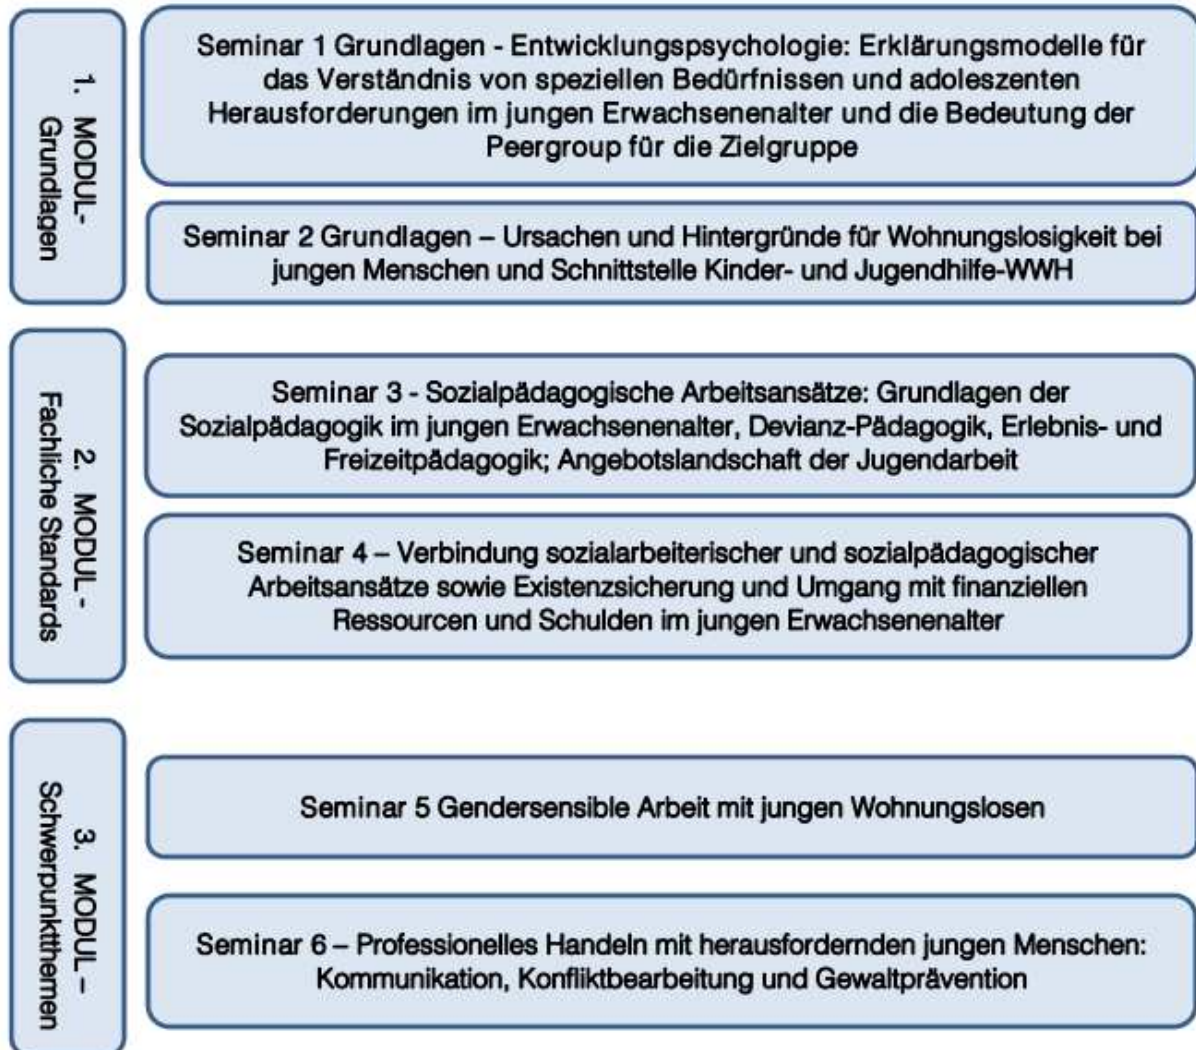 1. MODUL-
Grundlagen
Seminar 1 Grundlagen - Entwicklungspsychologie: Erklärungsmodelle für
das Verständnis von speziellen Bedürfnissen und adoleszenten
Herausforderungen im jungen Erwachsenenalter und die Bedeutung der
Peergroup für die Zielgruppe
Seminar 2 Grundlagen – Ursachen und Hintergründe für Wohnungslosigkeit bei
jungen Menschen und Schnittstelle Kinder- und Jugendhilfe-WWH
2. MODUL -
Fachliche Standards
Seminar 3 - Sozialpädagogische Arbeitsansätze: Grundlagen der
Sozialpädagogik im jungen Erwachsenenalter, Devianz-Pädagogik, Erlebnis- und
Freizeitpädagogik; Angebotslandschaft der Jugendarbeit
Seminar 4 – Verbindung sozialarbeiterischer und sozialpädagogischer
Arbeitsansätze sowie Existenzsicherung und Umgang mit finanziellen
Ressourcen und Schulden im jungen Erwachsenenalter
3. MODUL –
Schwerpunktthemen
Seminar 5 Gendersensible Arbeit mit jungen Wohnungslosen
Seminar 6 – Professionelles Handeln mit herausfordernden jungen Menschen:
Kommunikation, Konfliktbearbeitung und Gewaltprävention